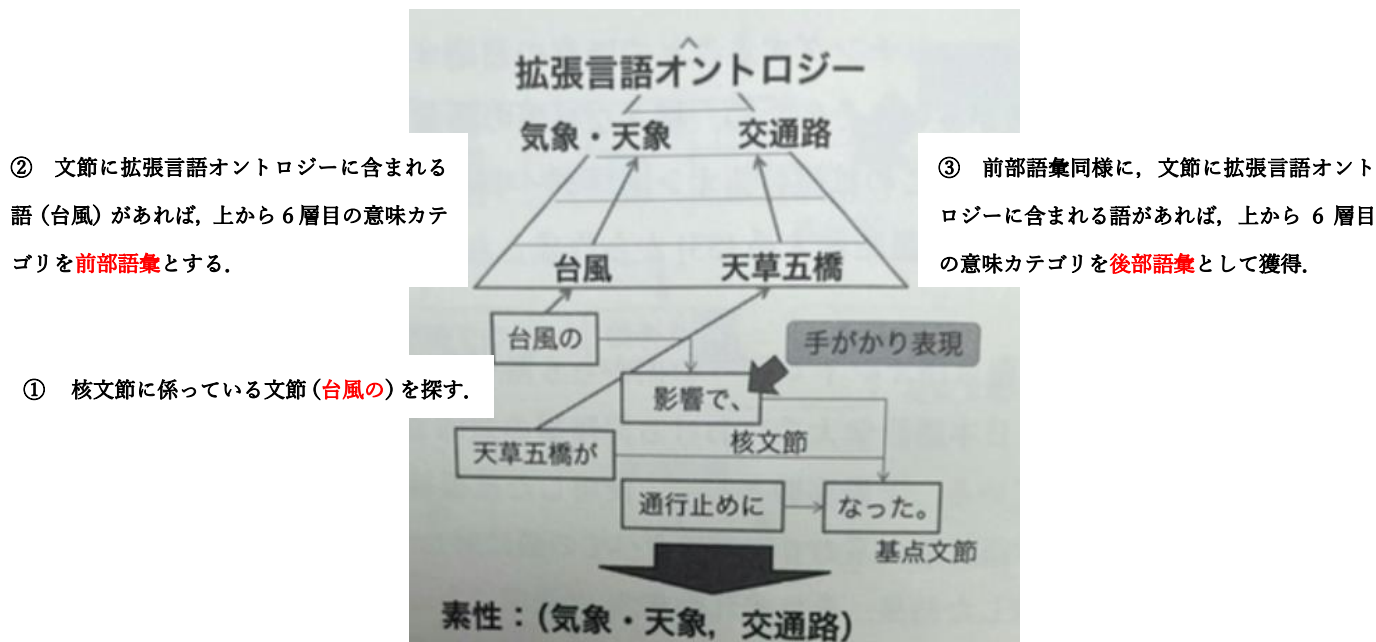 拡張言語オントロジー
気象・天象 交通路
② 文節に拡張言語オントロジーに含まれる
語（台風）があれば，上から６層目の意味カテ
ゴリを前部語彙とする．
③ 前部語彙同様に，文節に拡張言語オント
ロジーに含まれる語があれば，上から 6 層目
の意味カテゴリを後部語彙として獲得．
台風 天草五橋
台風の
手がかり表現
① 核文節に係っている文節（台風の）を探す．
影響で、
核文節
天草五橋が
通行止めに
なった。
基点文節
素性：（気象・天象，交通路）